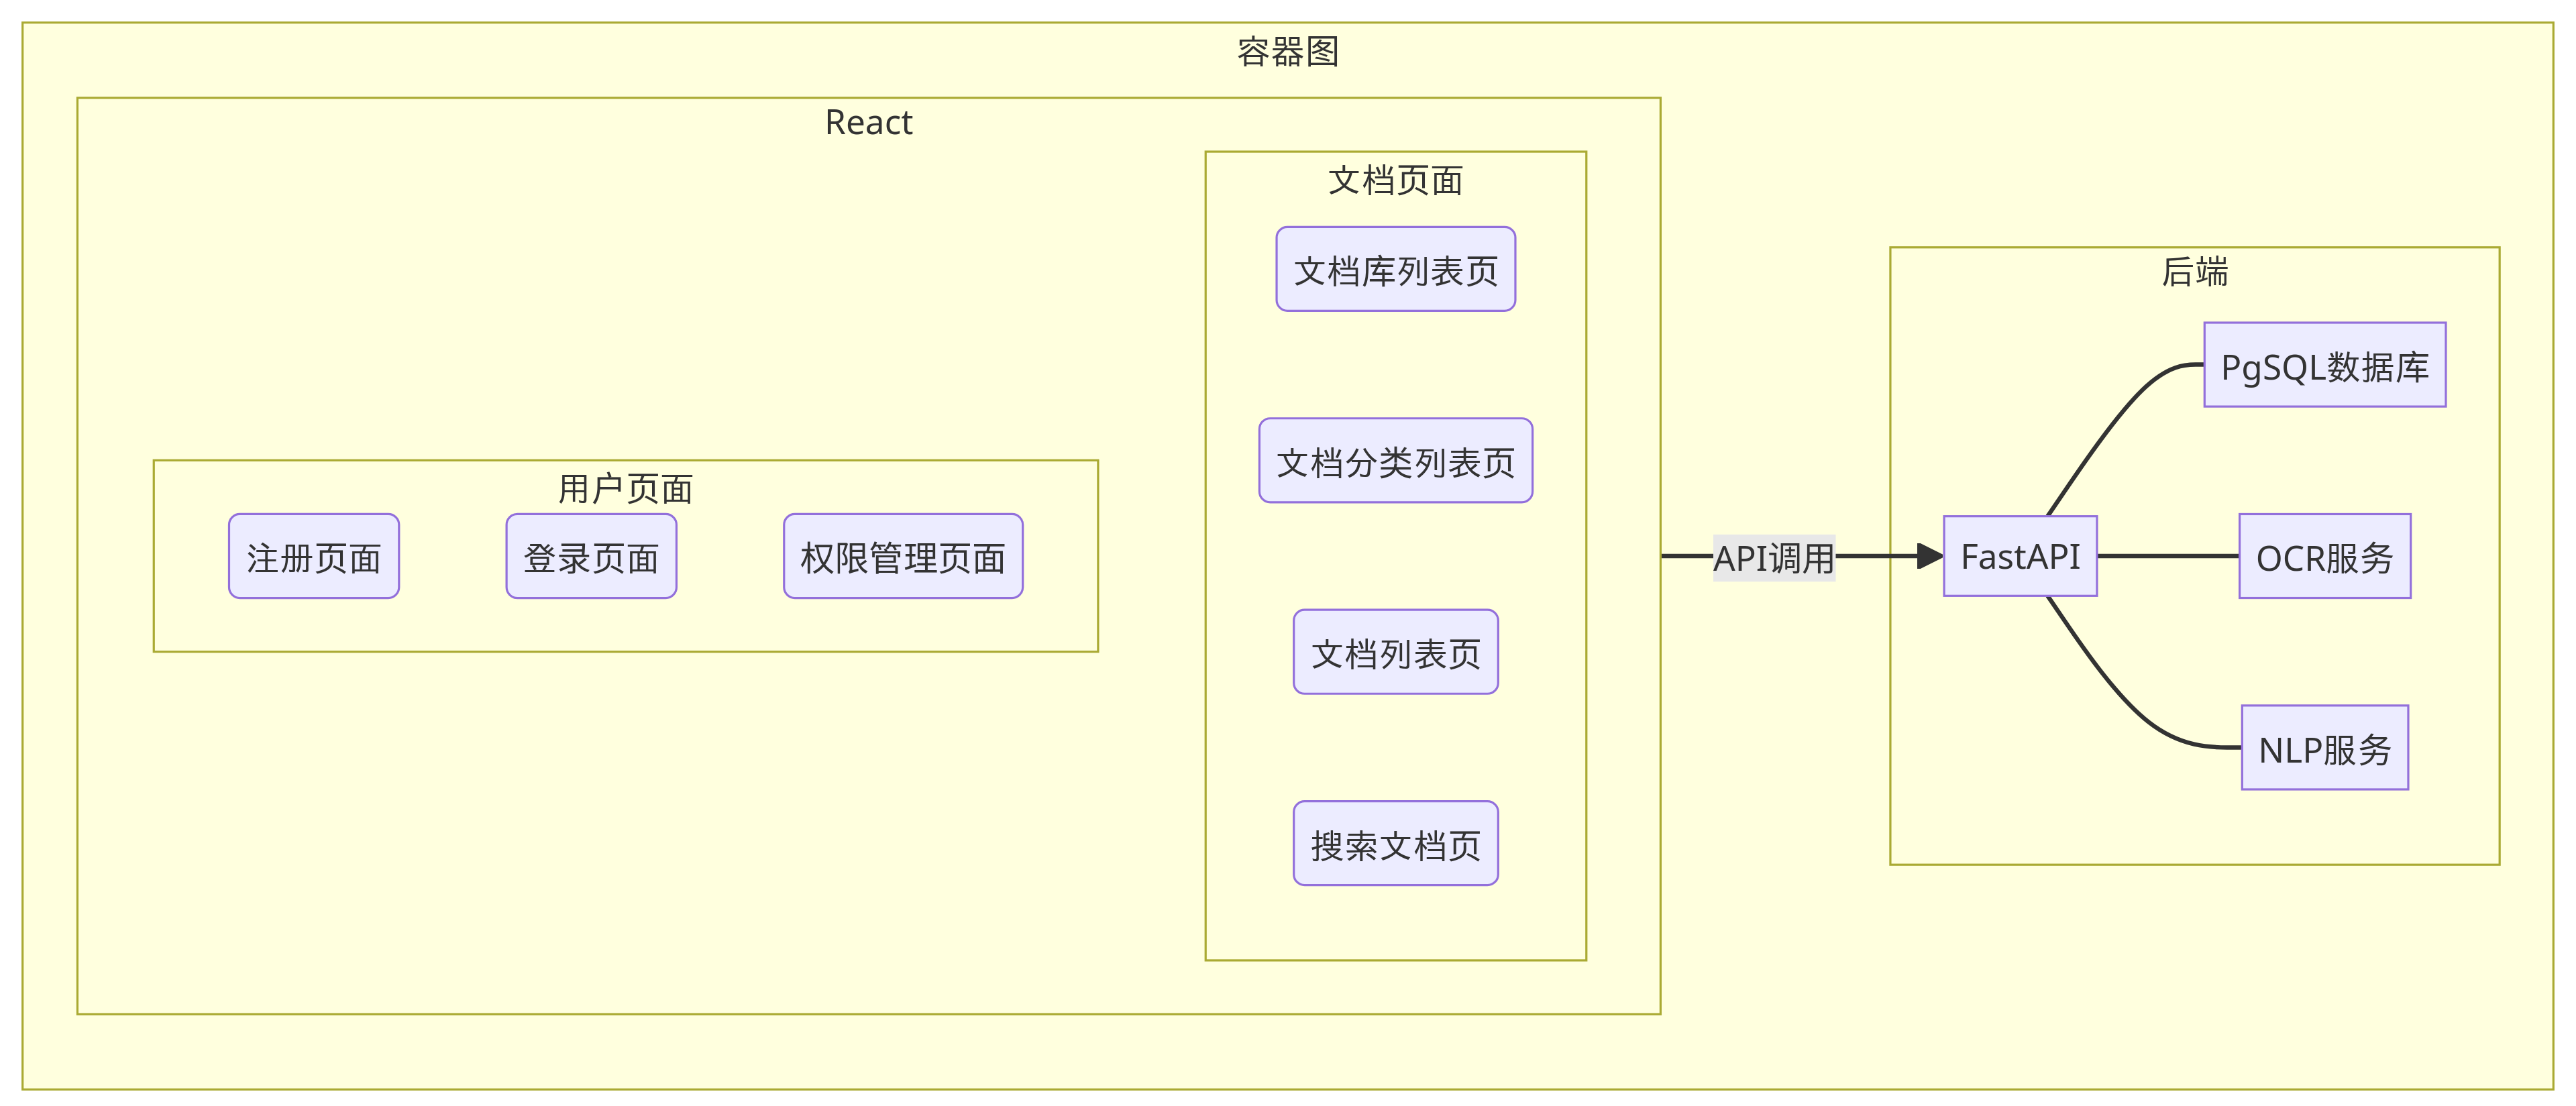 容器图
React
用户页面
注册页面
登录页面
权限管理页面
文档页面
文档库列表页
文档分类列表页
文档列表页
搜索文档页
API调用
后端
FastAPI
PgSQL数据库
OCR服务
NLP服务